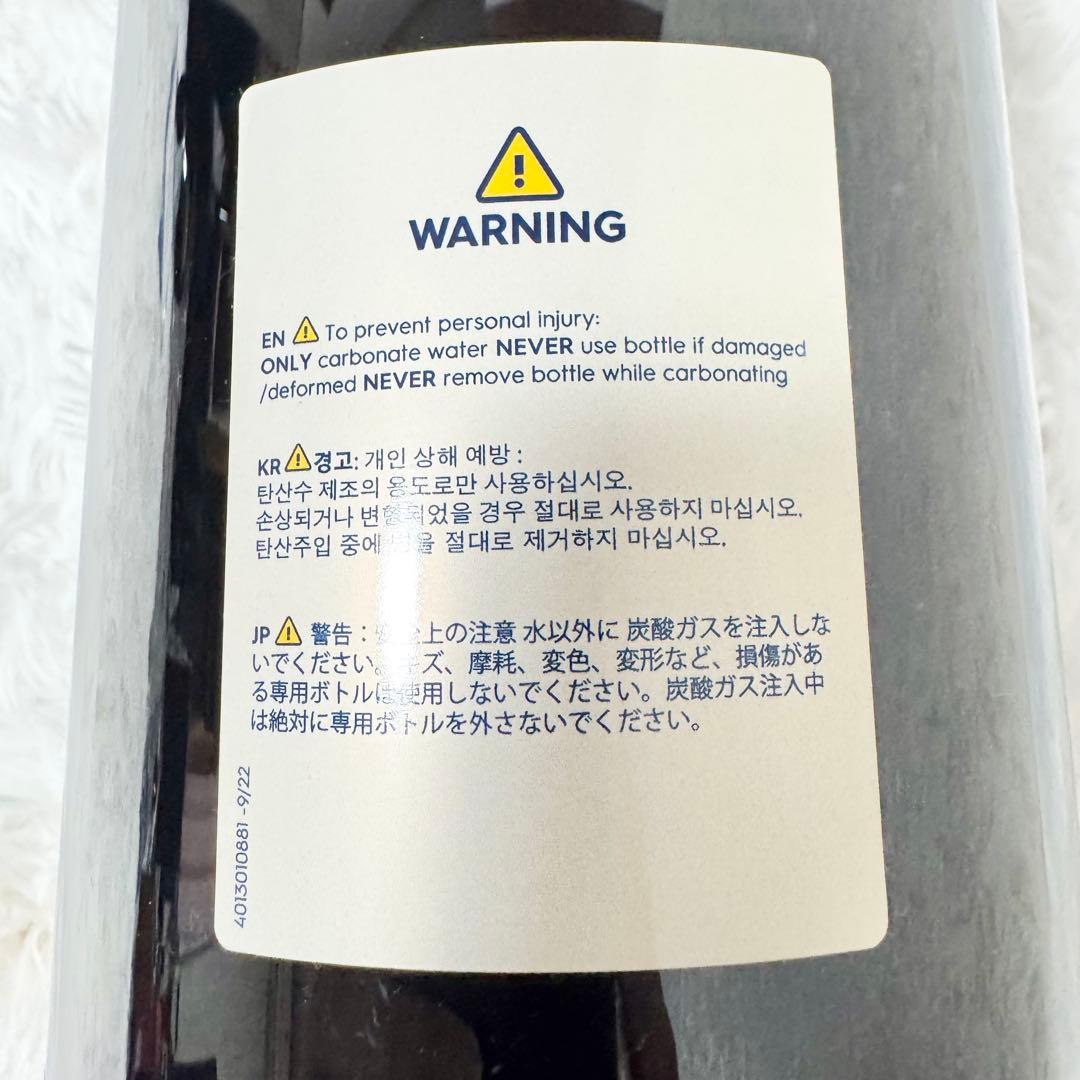 WARNING
EN To prevent personal injury:
ONLY carbonate water NEVER use bottle if damaged
/deformed NEVER remove bottle while carbonating
KR 경고: 개인 상해 예방 :
탄산수 제조의 용도로만 사용하십시오.
손상되거나 변형되었을 경우 절대로 사용하지 마십시오.
탄산주입 중에 절대로 제거하지 마십시오.
JP 警告：安全上の注意 水以外に 炭酸ガスを注入しな
いでください。キズ、摩耗、変色、変形など、損傷があ
る専用ボトルは使用しないでください。炭酸ガス注入中
は絶対に専用ボトルを外さないでください。
4013010881 -9/22